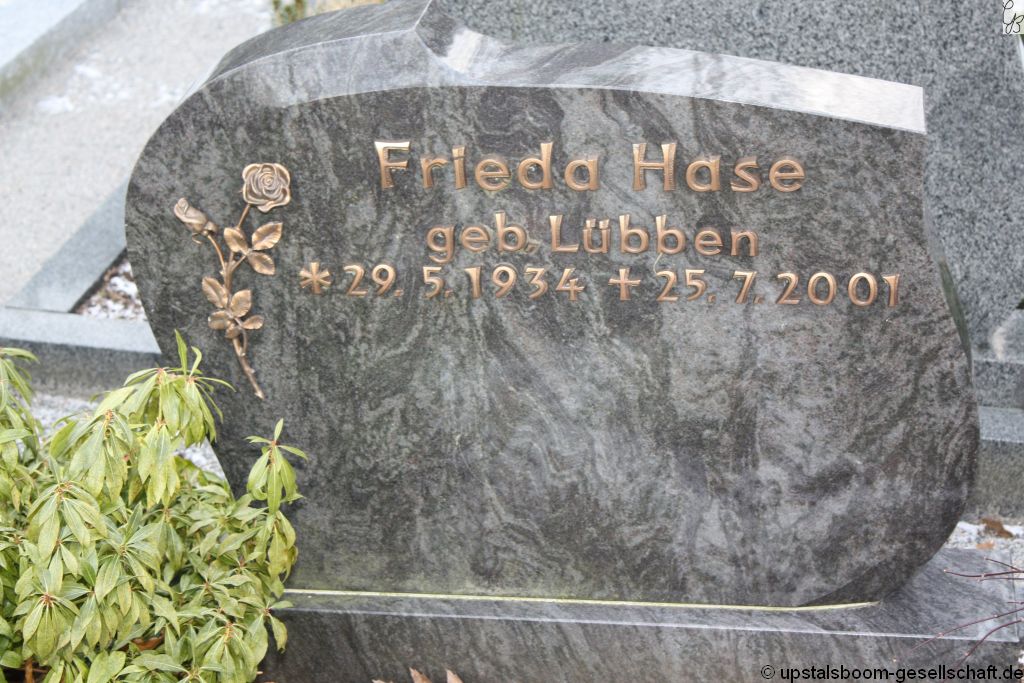 Frieda Hase
geb. Lübben
* 29. 5. 1934 + 25. 7. 2001
© upstalsboom-gesellschaft.de